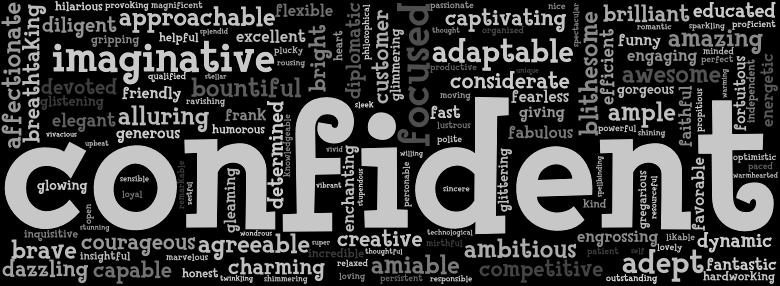 hilarious provoking magnificent flexible passionate nice educated
affectionate diligent approachable diplomatic philosophical focused captivating spectacular brilliant
breathtaking gripping helpful splendid excellent bright heart customer glimmering thought organized romantic sparkling proficient
imaginative plucky rousing adaptable blithesome efficient funny minded amazing
qualified stellar productive unique engaging perfect
devoted friendly bountiful considerate awesome warming fortuitous independent energetic
glistening ravishing sleek moving fearless gorgeous
elegant alluring frank determined knowledgeable fast giving ample faithful propitious
vivacious generous humorous lustrous fabulous powerful shining
upbeat polite
confident
vivid enchanting stupendous willing personable glittering spellbinding optimistic
sensible remarkable zestful gleaming paced
glowing loyal vibrant sincere gregarious resourceful favorable warmhearted
open kind
stunning wondrous technological
inquisitive courageous agreeable super creative mirthful ambitious engrossing likable dynamic
brave insightful incredible thoughtful patient self lovely
marvelous relaxed amiable adept fantastic
dazzling capable honest charming loving persistent responsible competitive outstanding hardworking
twinkling shimmering